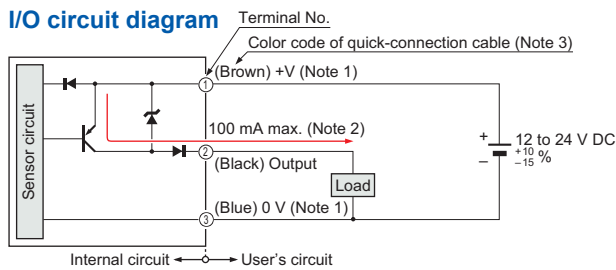 I/O circuit diagram
Terminal No.
Color code of quick-connection cable (Note 3)
Sensor circuit
1
(Brown) +V (Note 1)
100 mA max. (Note 2)
2
(Black) Output
Load
+
–
12 to 24 V DC
+10
–15 %
3
(Blue) 0 V (Note 1)
Internal circuit
User's circuit